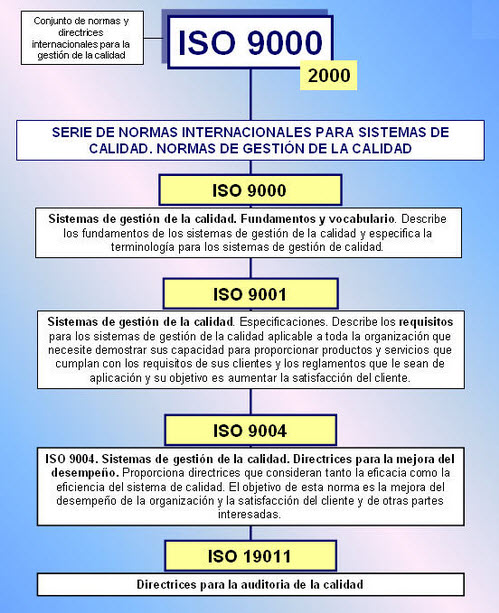 Conjunto de normas y
directrices
internacionales para la
gestión de la calidad
ISO 9000
2000
SERIE DE NORMAS INTERNACIONALES PARA SISTEMAS DE
CALIDAD. NORMAS DE GESTIÓN DE LA CALIDAD
ISO 9000
Sistemas de gestión de la calidad. Fundamentos y vocabulario. Describe
los fundamentos de los sistemas de gestión de la calidad y especifica la
terminología para los sistemas de gestión de calidad.
ISO 9001
Sistemas de gestión de la calidad. Especificaciones. Describe los requisitos
para los sistemas de gestión de la calidad aplicable a toda la organización que
necesite demostrar sus capacidad para proporcionar productos y servicios que
cumplan con los requisitos de sus clientes y los reglamentos que le sean de
aplicación y su objetivo es aumentar la satisfacción del cliente.
ISO 9004
ISO 9004. Sistemas de gestión de la calidad. Directrices para la mejora del
desempeño. Proporciona directrices que consideran tanto la eficacia como la
eficiencia del sistema de calidad. El objetivo de esta norma es la mejora del
desempeño de la organización y la satisfacción del cliente y de otras partes
interesadas.
ISO 19011
Directrices para la auditoria de la calidad